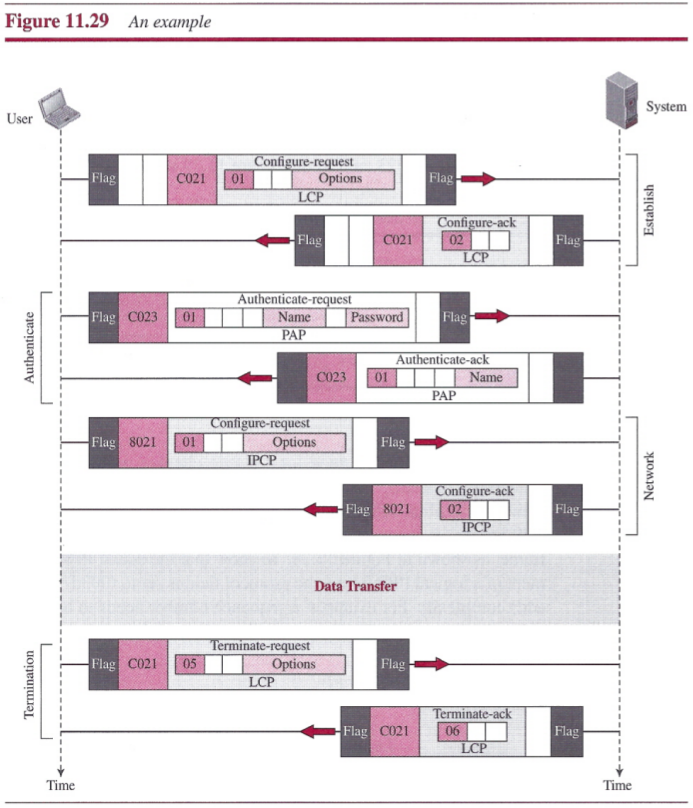 Figure 11.29 An example
User
System
Configure-request
Flag C021 01 Options Flag
LCP
Establish
Configure-ack
Flag C021 02 Flag
LCP
Authenticate
Authenticate-request
Flag C023 01 Name Password Flag
PAP
Authenticate-ack
C023 01 Name
PAP
Configure-request
Flag 8021 01 Options Flag
IPCP
Network
Configure-ack
Flag 8021 02 Flag
IPCP
Data Transfer
Termination
Terminate-request
Flag C021 05 Options Flag
LCP
Terminate-ack
Flag C021 06 Flag
LCP
Time Time